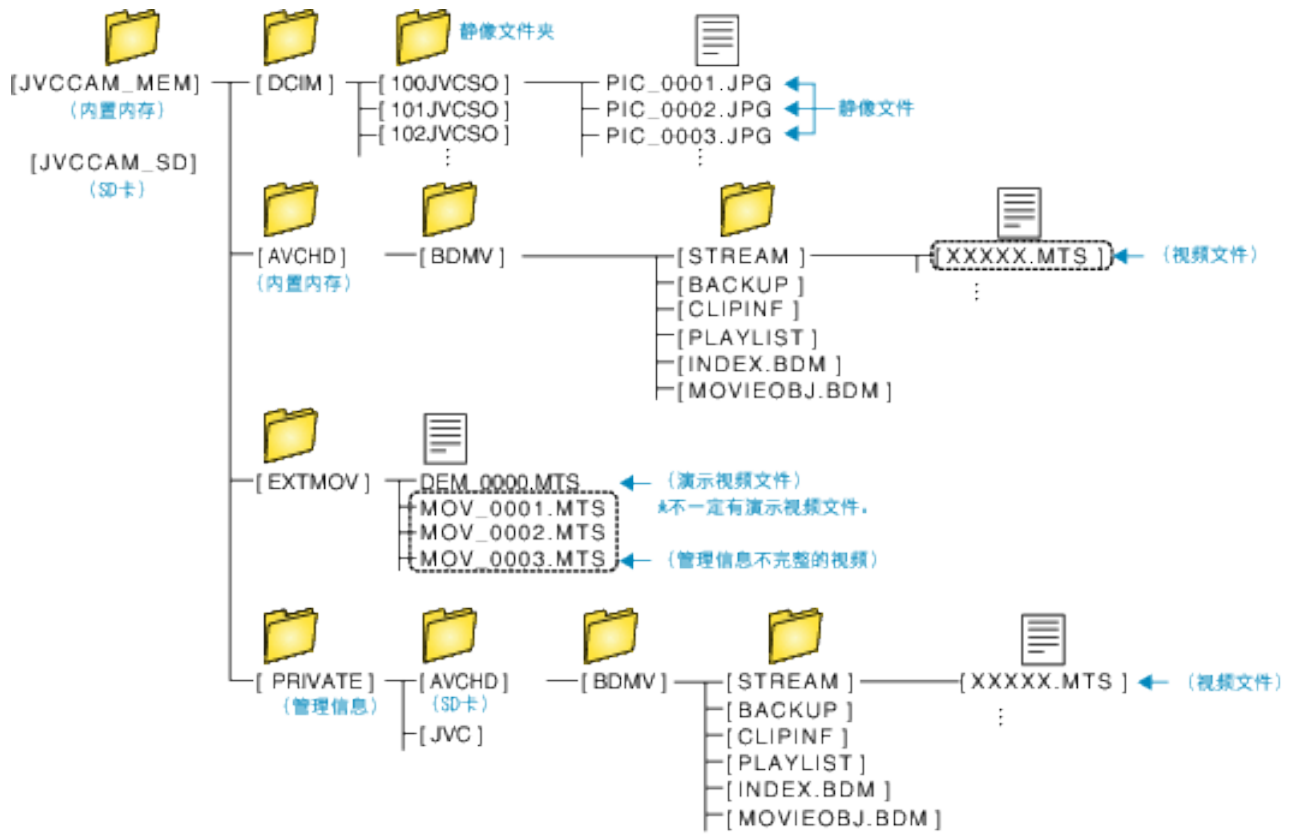 静像文件夹
[JVCCAM_MEM] [DCIM] [100JVCSO] PIC_0001.JPG
(内置内存) [101JVCSO] PIC_0002.JPG 静像文件
[102JVCSO] PIC_0003.JPG
[JVCCAM_SD]
(SD卡)
[AVCHD] [BDMV] [STREAM] [XXXXX.MTS] (视频文件)
(内置内存) [BACKUP]
[CLIPINF]
[PLAYLIST]
[INDEX.BDM]
[MOVIEOBJ.BDM]
[EXTMOV] DEM_0000.MTS (演示视频文件)
MOV_0001.MTS *不一定有演示视频文件。
MOV_0002.MTS
MOV_0003.MTS (管理信息不完整的视频)
[PRIVATE] [AVCHD] [BDMV] [STREAM] [XXXXX.MTS] (视频文件)
(管理信息) (SD卡) [BACKUP]
[JVC] [CLIPINF]
[PLAYLIST]
[INDEX.BDM]
[MOVIEOBJ.BDM]